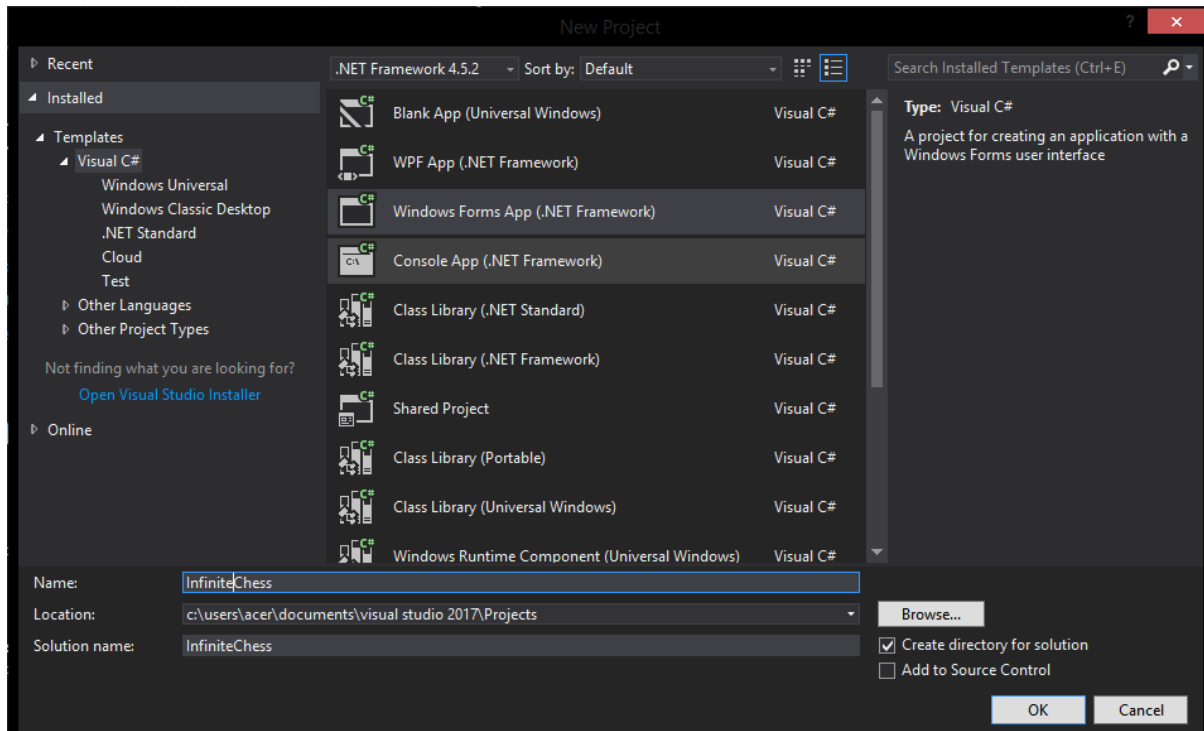 New Project
?
Recent
.NET Framework 4.5.2 Sort by: Default
Search Installed Templates (Ctrl+E)
Installed
Templates
Visual C#
Windows Universal
Windows Classic Desktop
.NET Standard
Cloud
Test
Other Languages
Other Project Types
Not finding what you are looking for?
Open Visual Studio Installer
Online
Blank App (Universal Windows) Visual C#
WPF App (.NET Framework) Visual C#
Windows Forms App (.NET Framework) Visual C#
Console App (.NET Framework) Visual C#
Class Library (.NET Standard) Visual C#
Class Library (.NET Framework) Visual C#
Shared Project Visual C#
Class Library (Portable) Visual C#
Class Library (Universal Windows) Visual C#
Windows Runtime Component (Universal Windows) Visual C#
Type: Visual C#
A project for creating an application with a
Windows Forms user interface
Name: InfiniteChess
Location: c:\users\acer\documents\visual studio 2017\Projects
Browse...
Solution name: InfiniteChess
Create directory for solution
Add to Source Control
OK Cancel